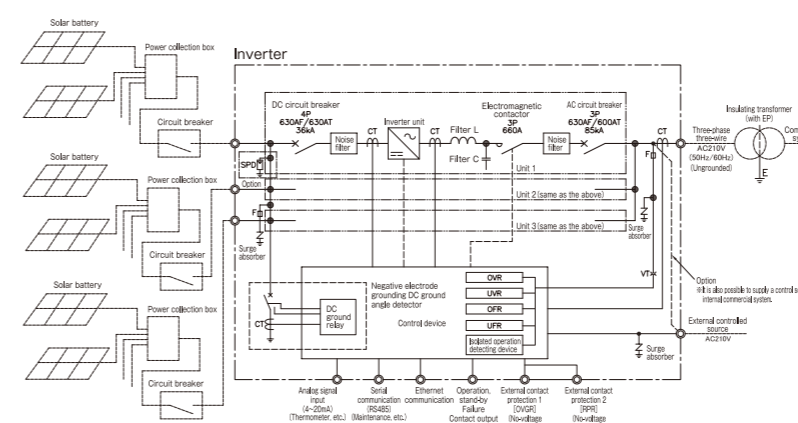 Solar battery
Power collection box
Circuit breaker
Solar battery
Power collection box
Circuit breaker
Solar battery
Power collection box
Circuit breaker
Inverter
DC circuit breaker
4P
630AF/630AT
36kA
Noise
filter
CT
Inverter unit
CT
Filter L
Filter C
Electromagnetic
contactor
3P
660A
Noise
filter
AC circuit breaker
3P
630AF/600AT
85kA
CT
F
SPD
Option
Unit 1
Unit 2 (same as the above)
Unit 3 (same as the above)
F
Surge
absorber
Surge
absorber
VT
Three-phase
three-wire
AC210V
(50Hz/60Hz)
(Ungrounded)
Insulating transformer
(with EP)
E
Negative electrode
grounding DC ground
angle detector
CT
DC
ground
relay
Control device
OVR
UVR
OFR
UFR
Isolated operation
detecting device
Option
※It is also possible to supply a control s
internal commercial system.
External controlled
source
AC210V
Surge
absorber
Analog signal
input
(4~20mA)
(Thermometer, etc.)
Serial
communication
(RS485)
(Maintenance, etc.)
Ethernet
communication
Operation,
stand-by
Failure
Contact output
External contact
protection 1
[OVGR]
(No-voltage
External contact
protection 2
[RPR]
(No-voltage